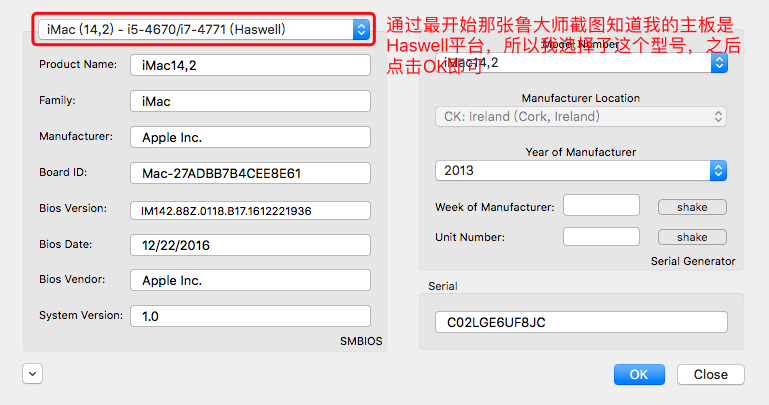 iMac (14,2) - i5-4670/i7-4771 (Haswell)
通过最开始那张鲁大师截图知道我的主板是
Haswell平台，所以我选择了这个型号，之后
点击OK即可
Model Number
iMac14,2
Product Name:
iMac14,2
Family:
iMac
Manufacturer:
Apple Inc.
Board ID:
Mac-27ADBB7B4CEE8E61
Bios Version:
IM142.88Z.0118.B17.1612221936
Bios Date:
12/22/2016
Bios Vendor:
Apple Inc.
System Version:
1.0
SMBIOS
Manufacturer Location
CK: Ireland (Cork, Ireland)
Year of Manufacturer
2013
Week of Manufacturer:
shake
Unit Number:
shake
Serial Generator
Serial
C02LGE6UF8JC
OK
Close